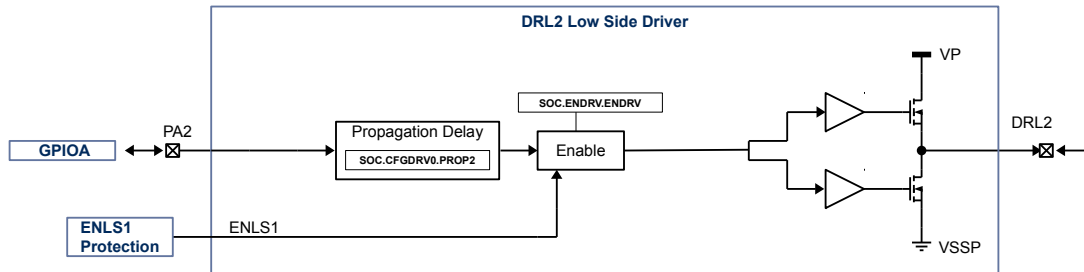 DRL2 Low Side Driver
VP
SOC.ENDRV.ENDRV
PA2
Propagation Delay
DRL2
GPIOA
SOC.CFGDRV0.PROP2
Enable
ENLS1
Protection
ENLS1
VSSP